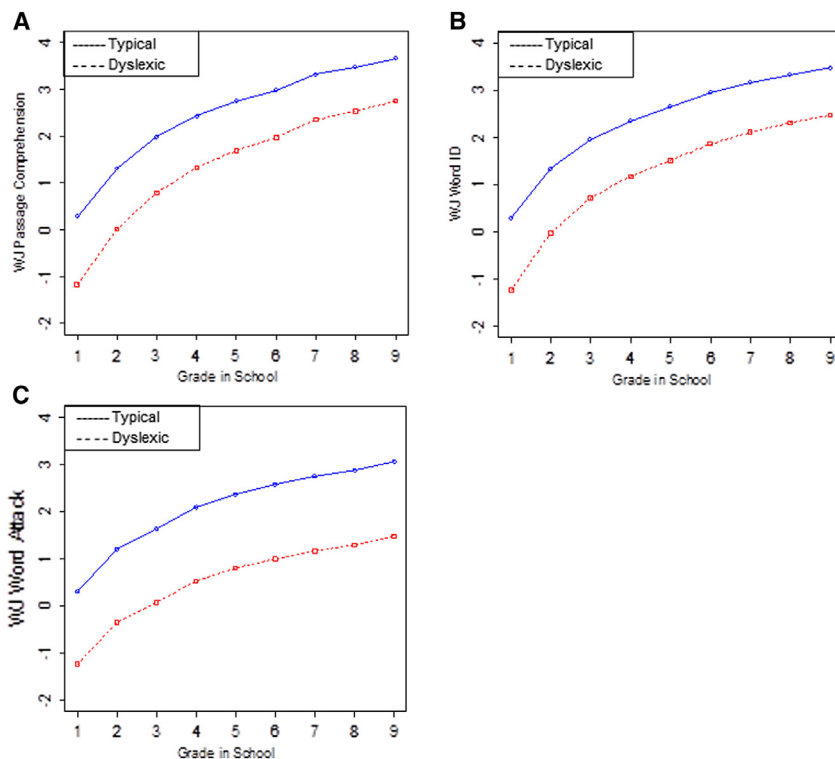 A
Typical
Dyslexic
WJ Passage Comprehension
4
3
2
1
0
-1
-2
1 2 3 4 5 6 7 8 9
Grade in School
B
Typical
Dyslexic
WJ Word ID
4
3
2
1
0
-1
-2
1 2 3 4 5 6 7 8 9
Grade in School
C
Typical
Dyslexic
WJ Word Attack
4
3
2
1
0
-1
-2
1 2 3 4 5 6 7 8 9
Grade in School